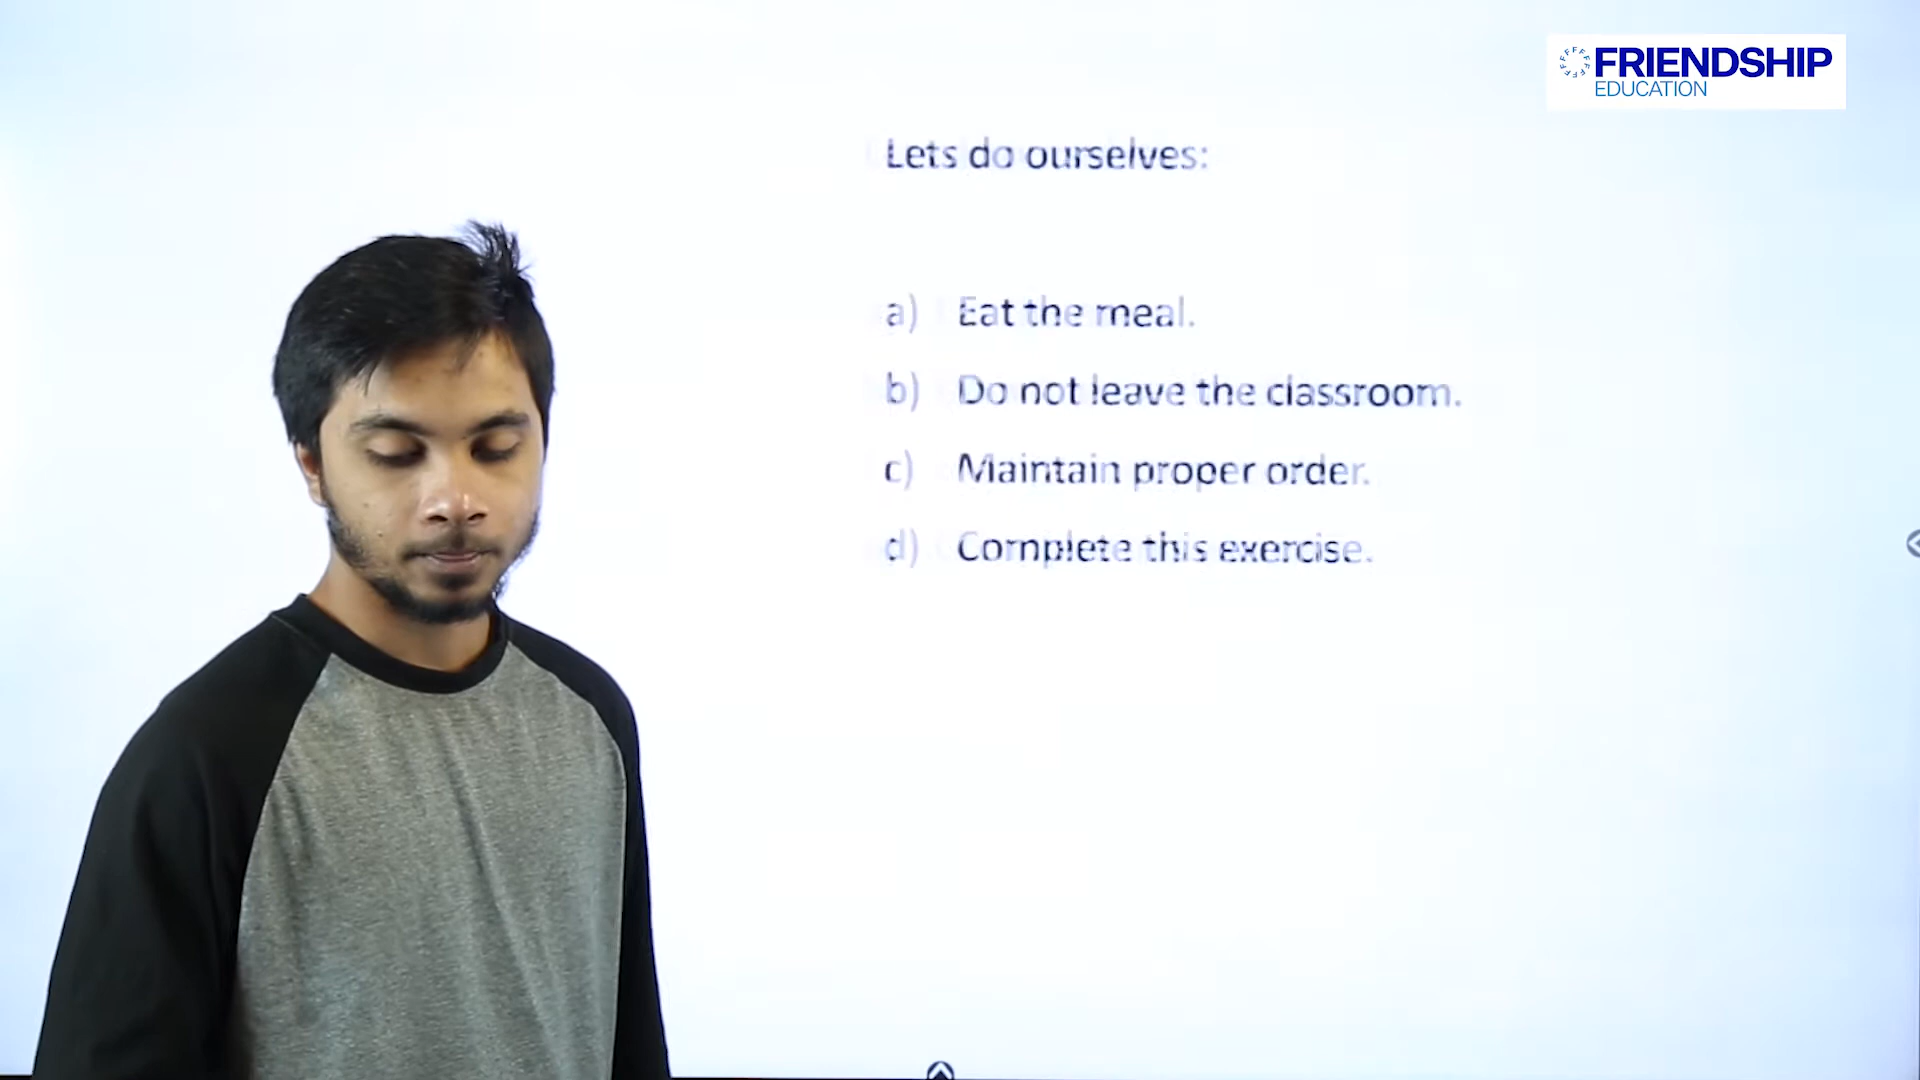 FRIENDSHIP
EDUCATION
Lets do ourselves:
a) Eat the meal.
b) Do not leave the classroom.
c) Maintain proper order.
d) Complete this exercise.